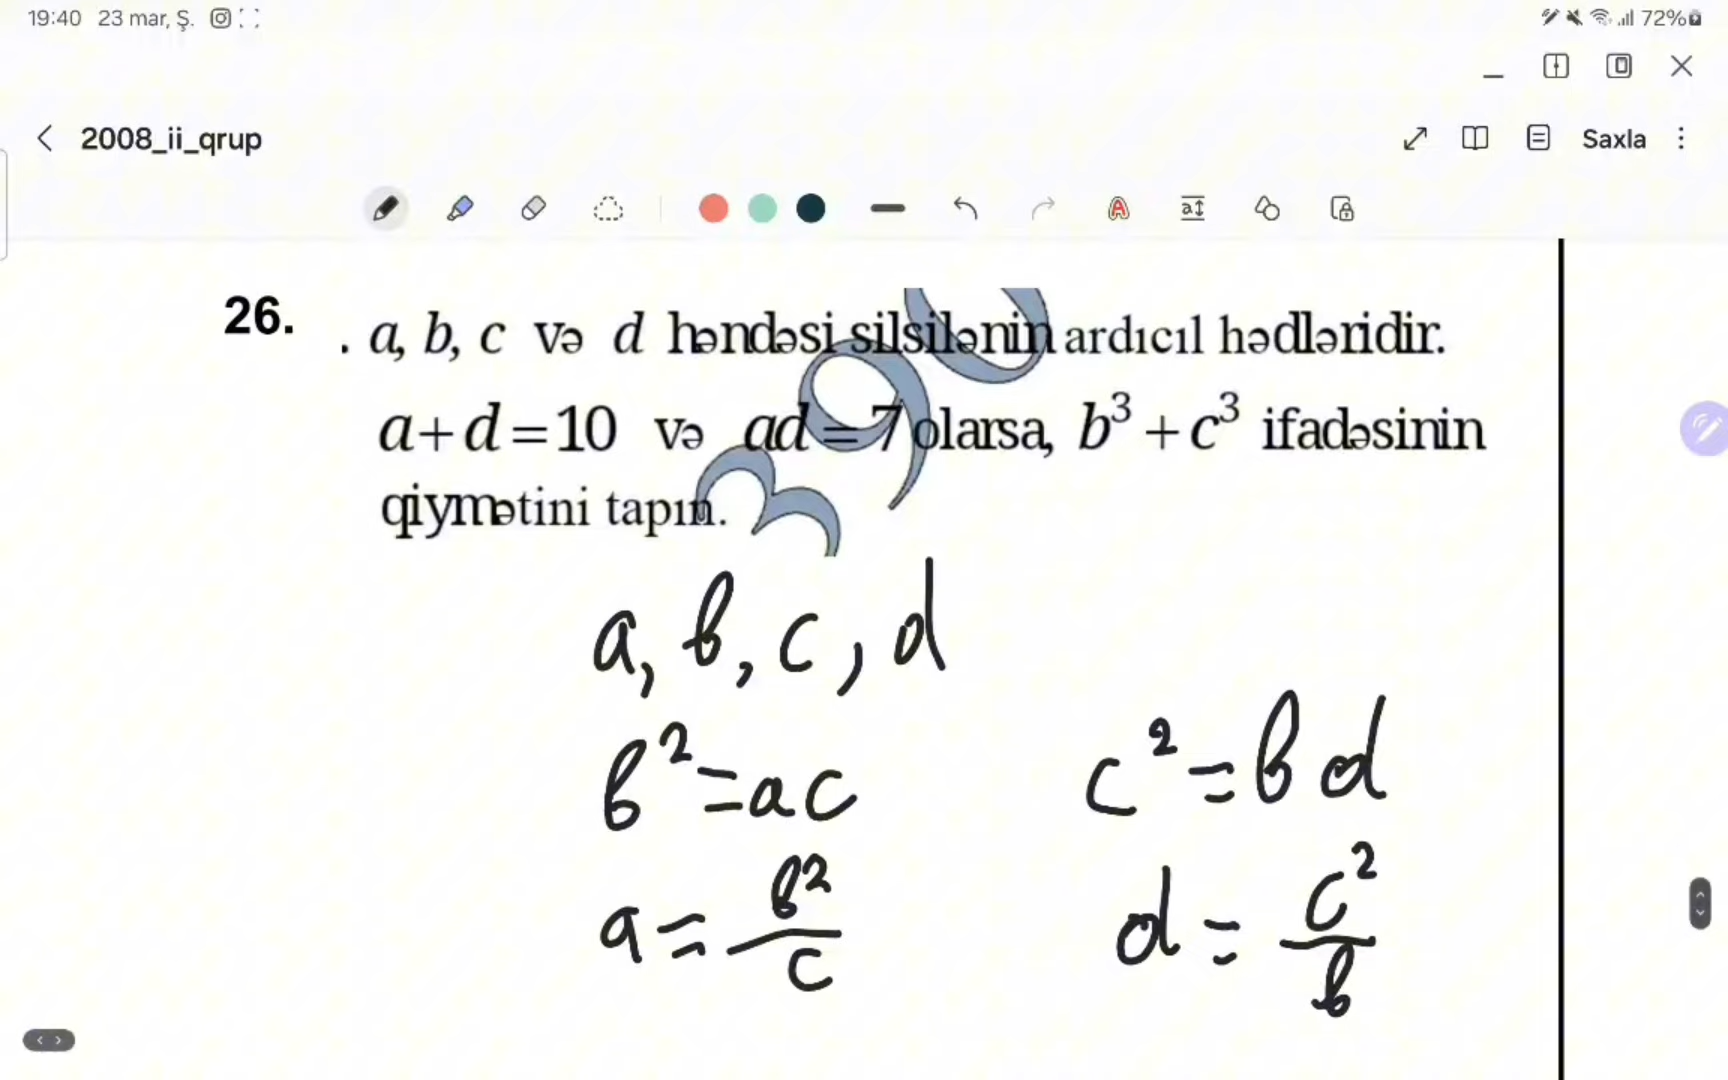 19:40 23 mar, Ş. 72%
2008_ii_qrup Saxla
26. . a, b, c və d həndəsi silsilənin ardıcıl hədləridir.
a+d=10 və ad=7 olarsa, b³+c³ ifadəsinin
qiymətini tapın.
390
a, b, c, d
b²=ac c²=bd
a=b²/c d=c²/b